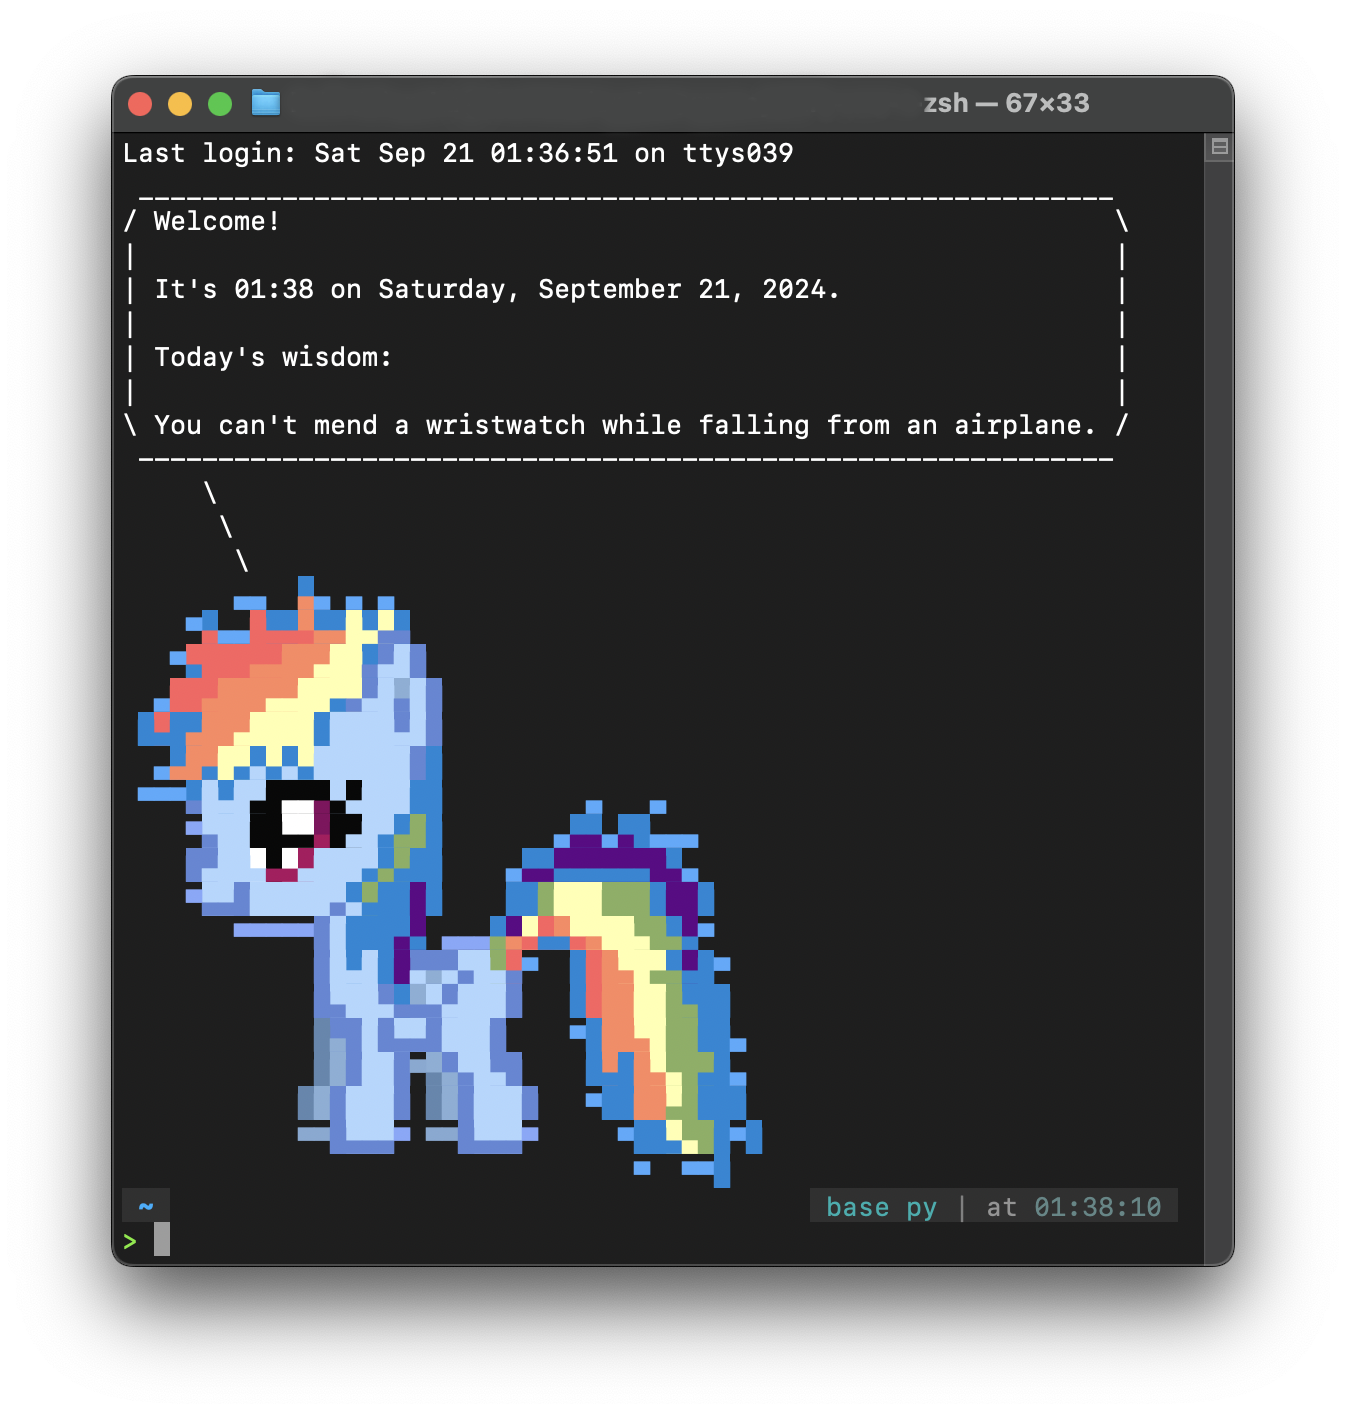 zsh — 67×33
Last login: Sat Sep 21 01:36:51 on ttys039
Welcome!
It's 01:38 on Saturday, September 21, 2024.
Today's wisdom:
You can't mend a wristwatch while falling from an airplane.
~
base py | at 01:38:10
>